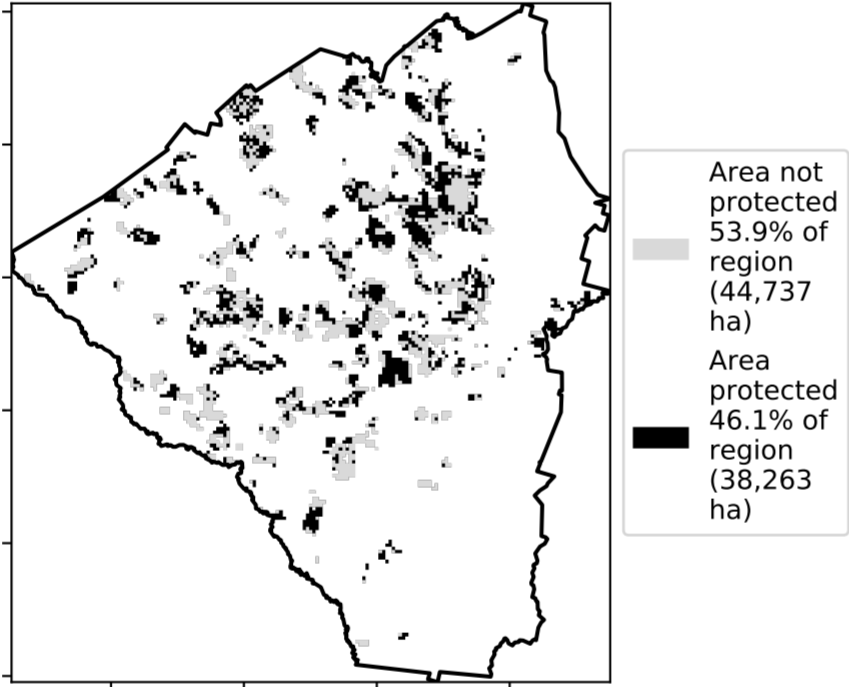 Area not
protected
53.9% of
region
(44,737
ha)
Area
protected
46.1% of
region
(38,263
ha)